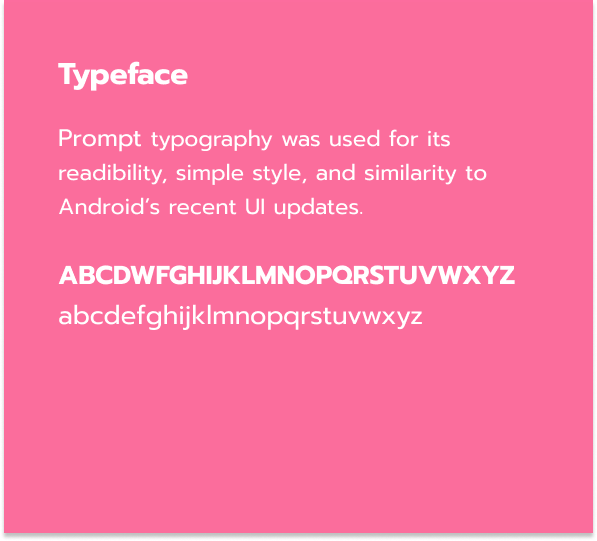 Typeface
Prompt typography was used for its
readibility, simple style, and similarity to
Android’s recent UI updates.
ABCDWFGHIJKLMNOPQRSTUVWXYZ
abcdefghijklmnopqrstuvwxyz